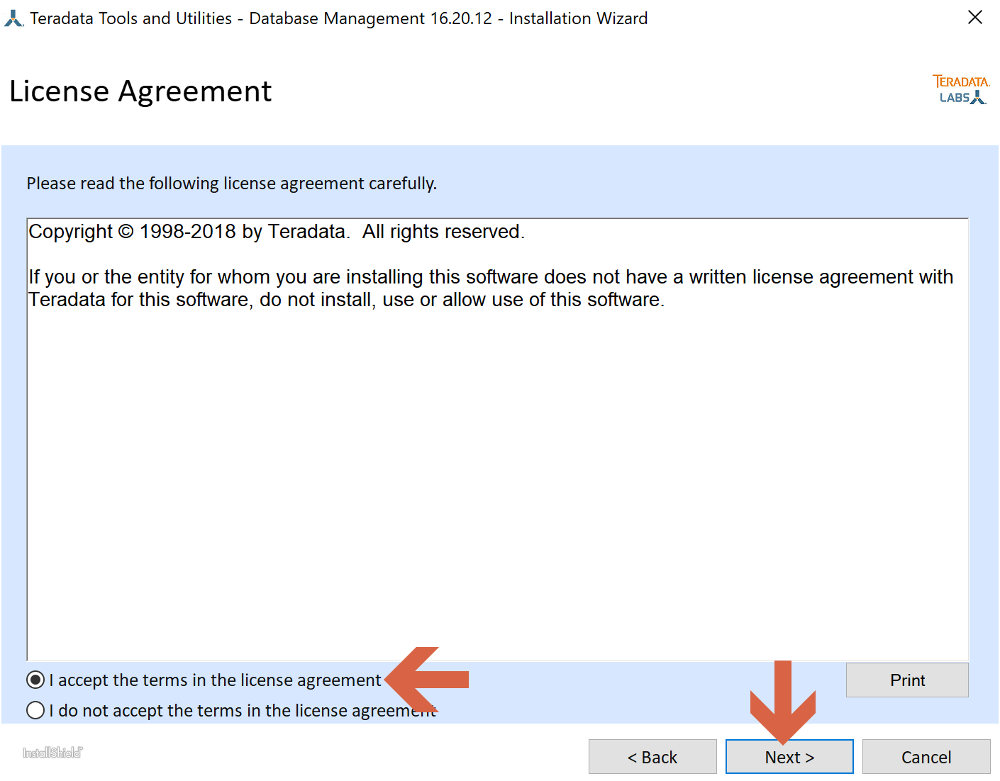 Teradata Tools and Utilities - Database Management 16.20.12 - Installation Wizard
License Agreement
TERADATA.
LABS
Please read the following license agreement carefully.
Copyright © 1998-2018 by Teradata.  All rights reserved.
If you or the entity for whom you are installing this software does not have a written license agreement with
Teradata for this software, do not install, use or allow use of this software.
I accept the terms in the license agreement
I do not accept the terms in the license agreement
Print
InstallShield
< Back
Next >
Cancel